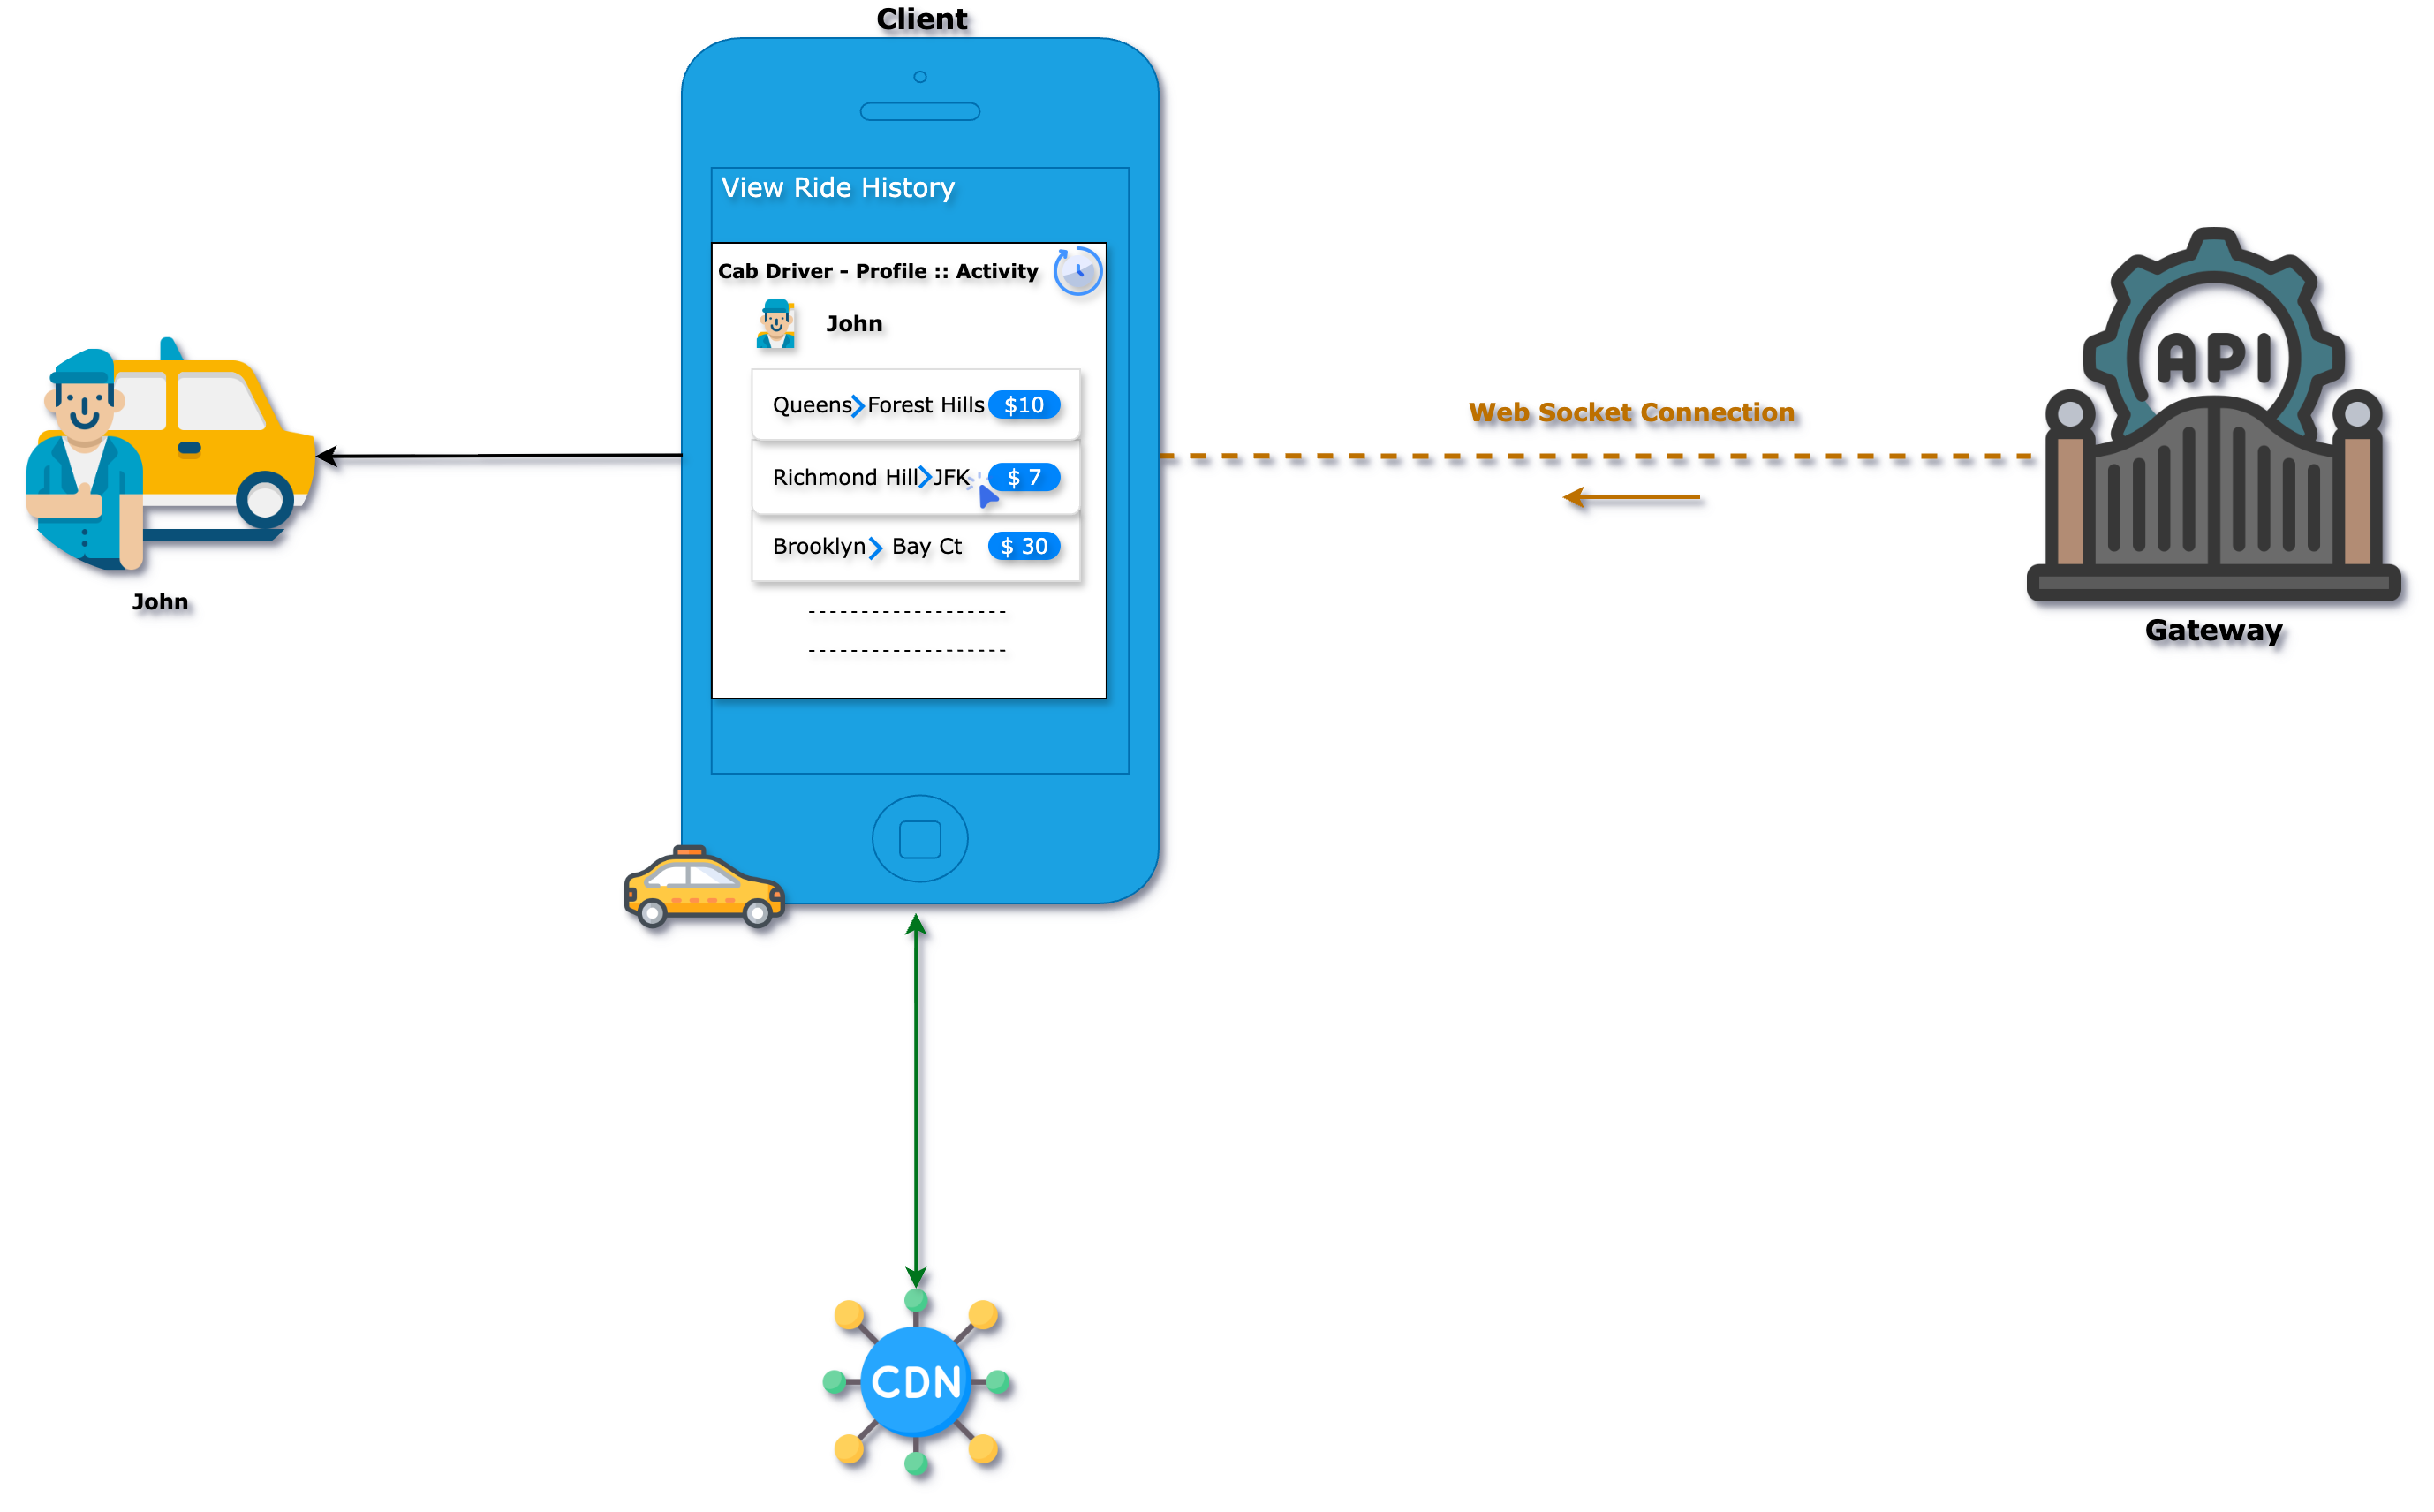 Client
View Ride History
Cab Driver - Profile :: Activity
John
Queens Forest Hills $10
Richmond Hill JFK $ 7
Brooklyn Bay Ct $ 30
John
Web Socket Connection
API
Gateway
CDN